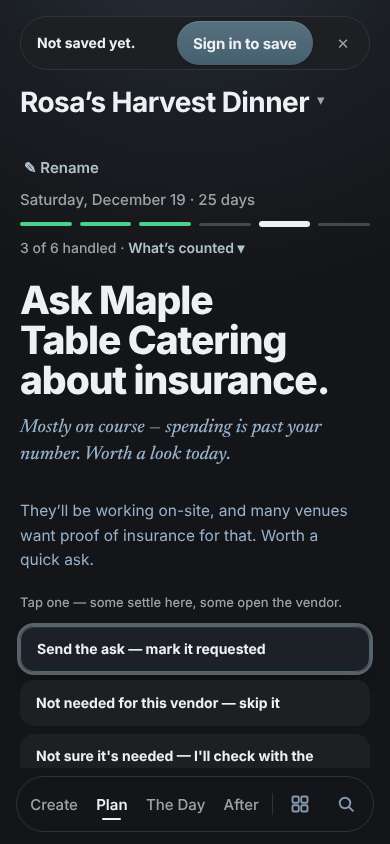 Not saved yet.
Sign in to save
×
Rosa’s Harvest Dinner ▾
✎ Rename
Saturday, December 19 · 25 days
3 of 6 handled · What’s counted ▾
Ask Maple
Table Catering
about insurance.
Mostly on course – spending is past your
number. Worth a look today.
They’ll be working on-site, and many venues
want proof of insurance for that. Worth a
quick ask.
Tap one — some settle here, some open the vendor.
Send the ask — mark it requested
Not needed for this vendor — skip it
Not sure it's needed — I'll check with the
Create
Plan
The Day
After